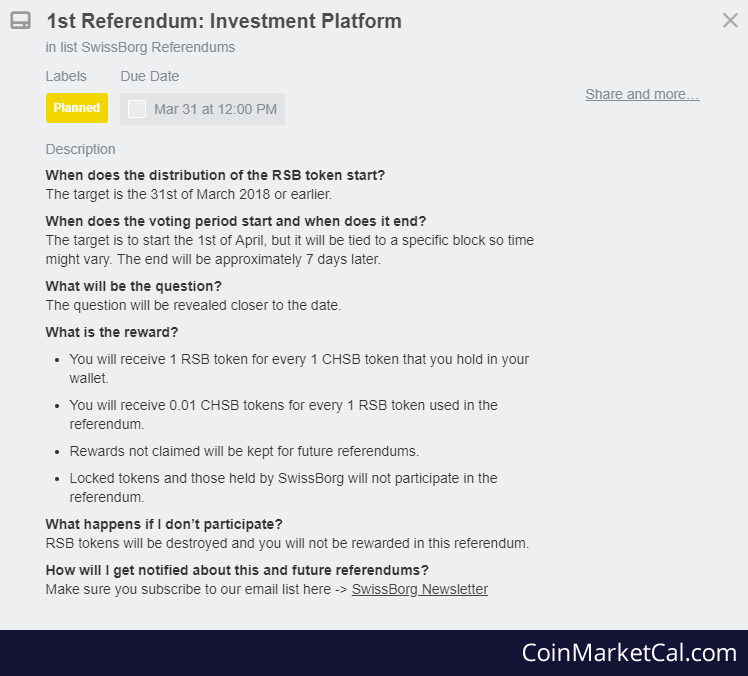 1st Referendum: Investment Platform
in list SwissBorg Referendums
Labels Due Date
Planned Mar 31 at 12:00 PM
Share and more...
Description
When does the distribution of the RSB token start?
The target is the 31st of March 2018 or earlier.
When does the voting period start and when does it end?
The target is to start the 1st of April, but it will be tied to a specific block so time
might vary. The end will be approximately 7 days later.
What will be the question?
The question will be revealed closer to the date.
What is the reward?
• You will receive 1 RSB token for every 1 CHSB token that you hold in your
wallet.
• You will receive 0.01 CHSB tokens for every 1 RSB token used in the
referendum.
• Rewards not claimed will be kept for future referendums.
• Locked tokens and those held by SwissBorg will not participate in the
referendum.
What happens if I don’t participate?
RSB tokens will be destroyed and you will not be rewarded in this referendum.
How will I get notified about this and future referendums?
Make sure you subscribe to our email list here -> SwissBorg Newsletter
CoinMarketCal.com